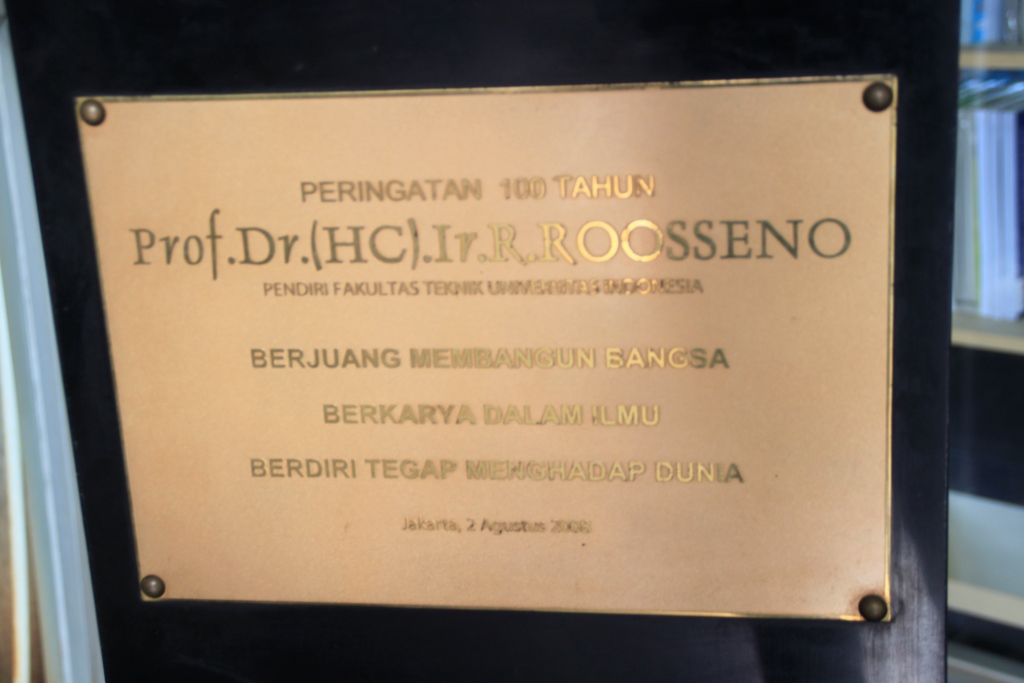 PERINGATAN 100 TAHUN
Prof.Dr.(HC).Ir.R.ROOSSENO
PENDIRI FAKULTAS TEKNIK UNIVERSITAS INDONESIA
BERJUANG MEMBANGUN BANGSA
BERKARYA DALAM ILMU
BERDIRI TEGAP MENGHADAP DUNIA
Jakarta, 2 Agustus 2008